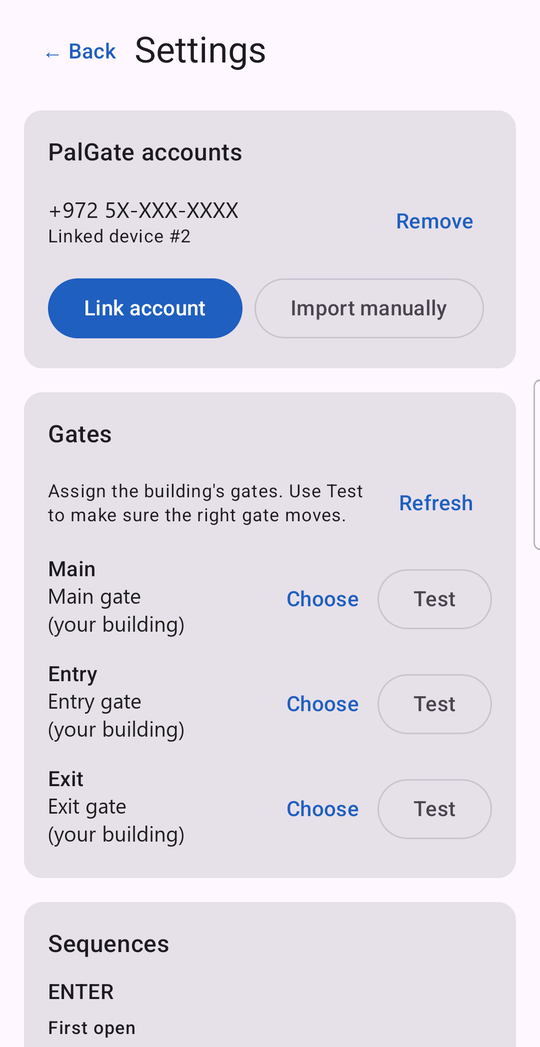 ← Back Settings
PalGate accounts
+972 5X-XXX-XXXX
Linked device #2
Remove
Link account
Import manually
Gates
Assign the building's gates. Use Test
to make sure the right gate moves.
Refresh
Main
Main gate
(your building)
Choose
Test
Entry
Entry gate
(your building)
Choose
Test
Exit
Exit gate
(your building)
Choose
Test
Sequences
ENTER
First open